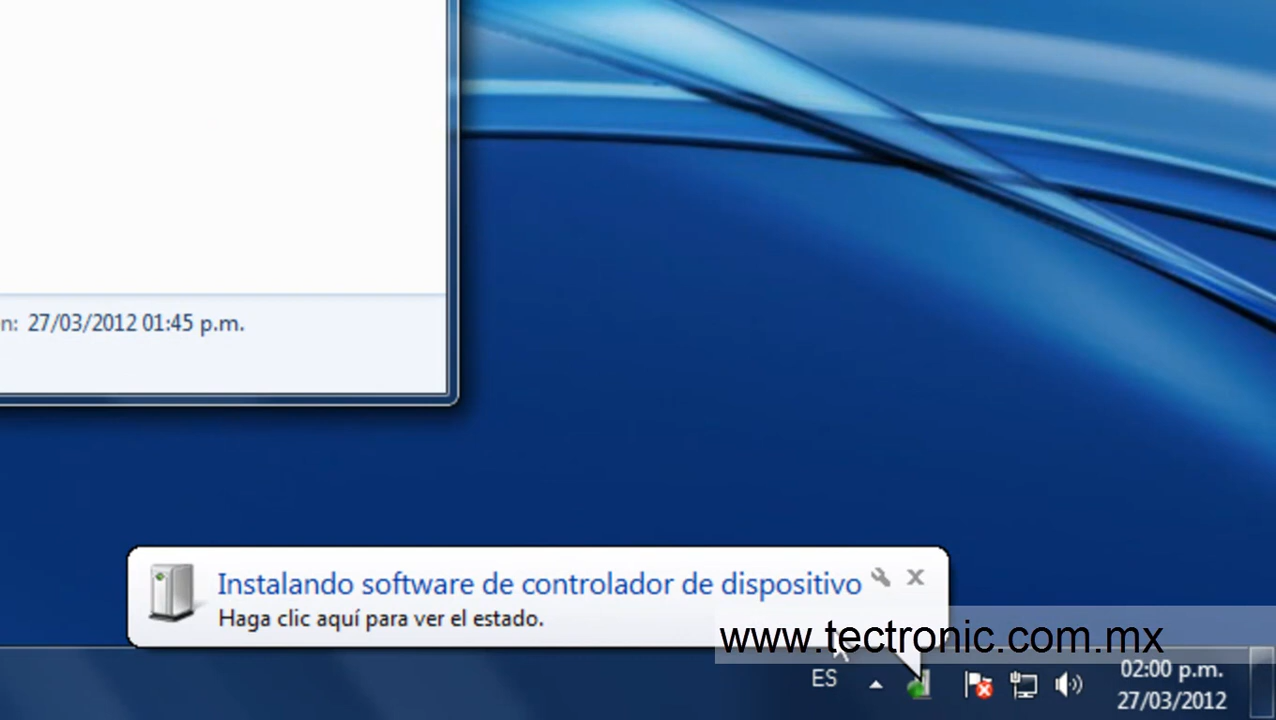 n: 27/03/2012 01:45 p.m.
Instalando software de controlador de dispositivo
Haga clic aquí para ver el estado.
www.tectronic.com.mx
ES
02:00 p.m.
27/03/2012